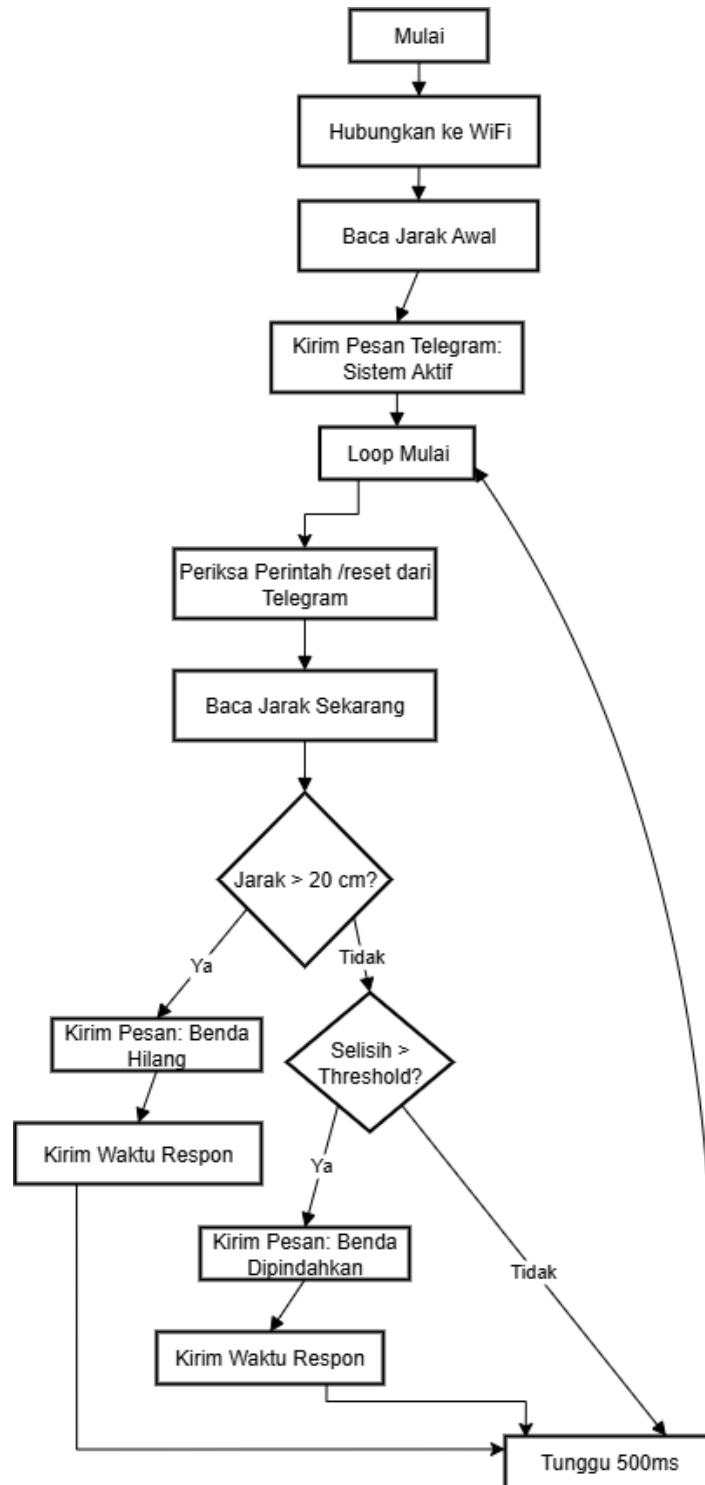 Mulai
Hubungkan ke WiFi
Baca Jarak Awal
Kirim Pesan Telegram:
Sistem Aktif
Loop Mulai
Periksa Perintah /reset dari
Telegram
Baca Jarak Sekarang
Jarak > 20 cm?
Ya
Tidak
Kirim Pesan: Benda
Hilang
Selisih >
Threshold?
Kirim Waktu Respon
Ya
Kirim Pesan: Benda
Dipindahkan
Tidak
Kirim Waktu Respon
Tunggu 500ms